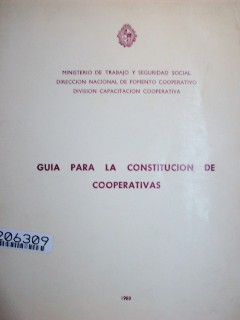 MINISTERIO DE TRABAJO Y SEGURIDAD SOCIAL
DIRECCION NACIONAL DE FOMENTO COOPERATIVO
DIVISION CAPACITACION COOPERATIVA
GUIA PARA LA CONSTITUCION DE
COOPERATIVAS
206309